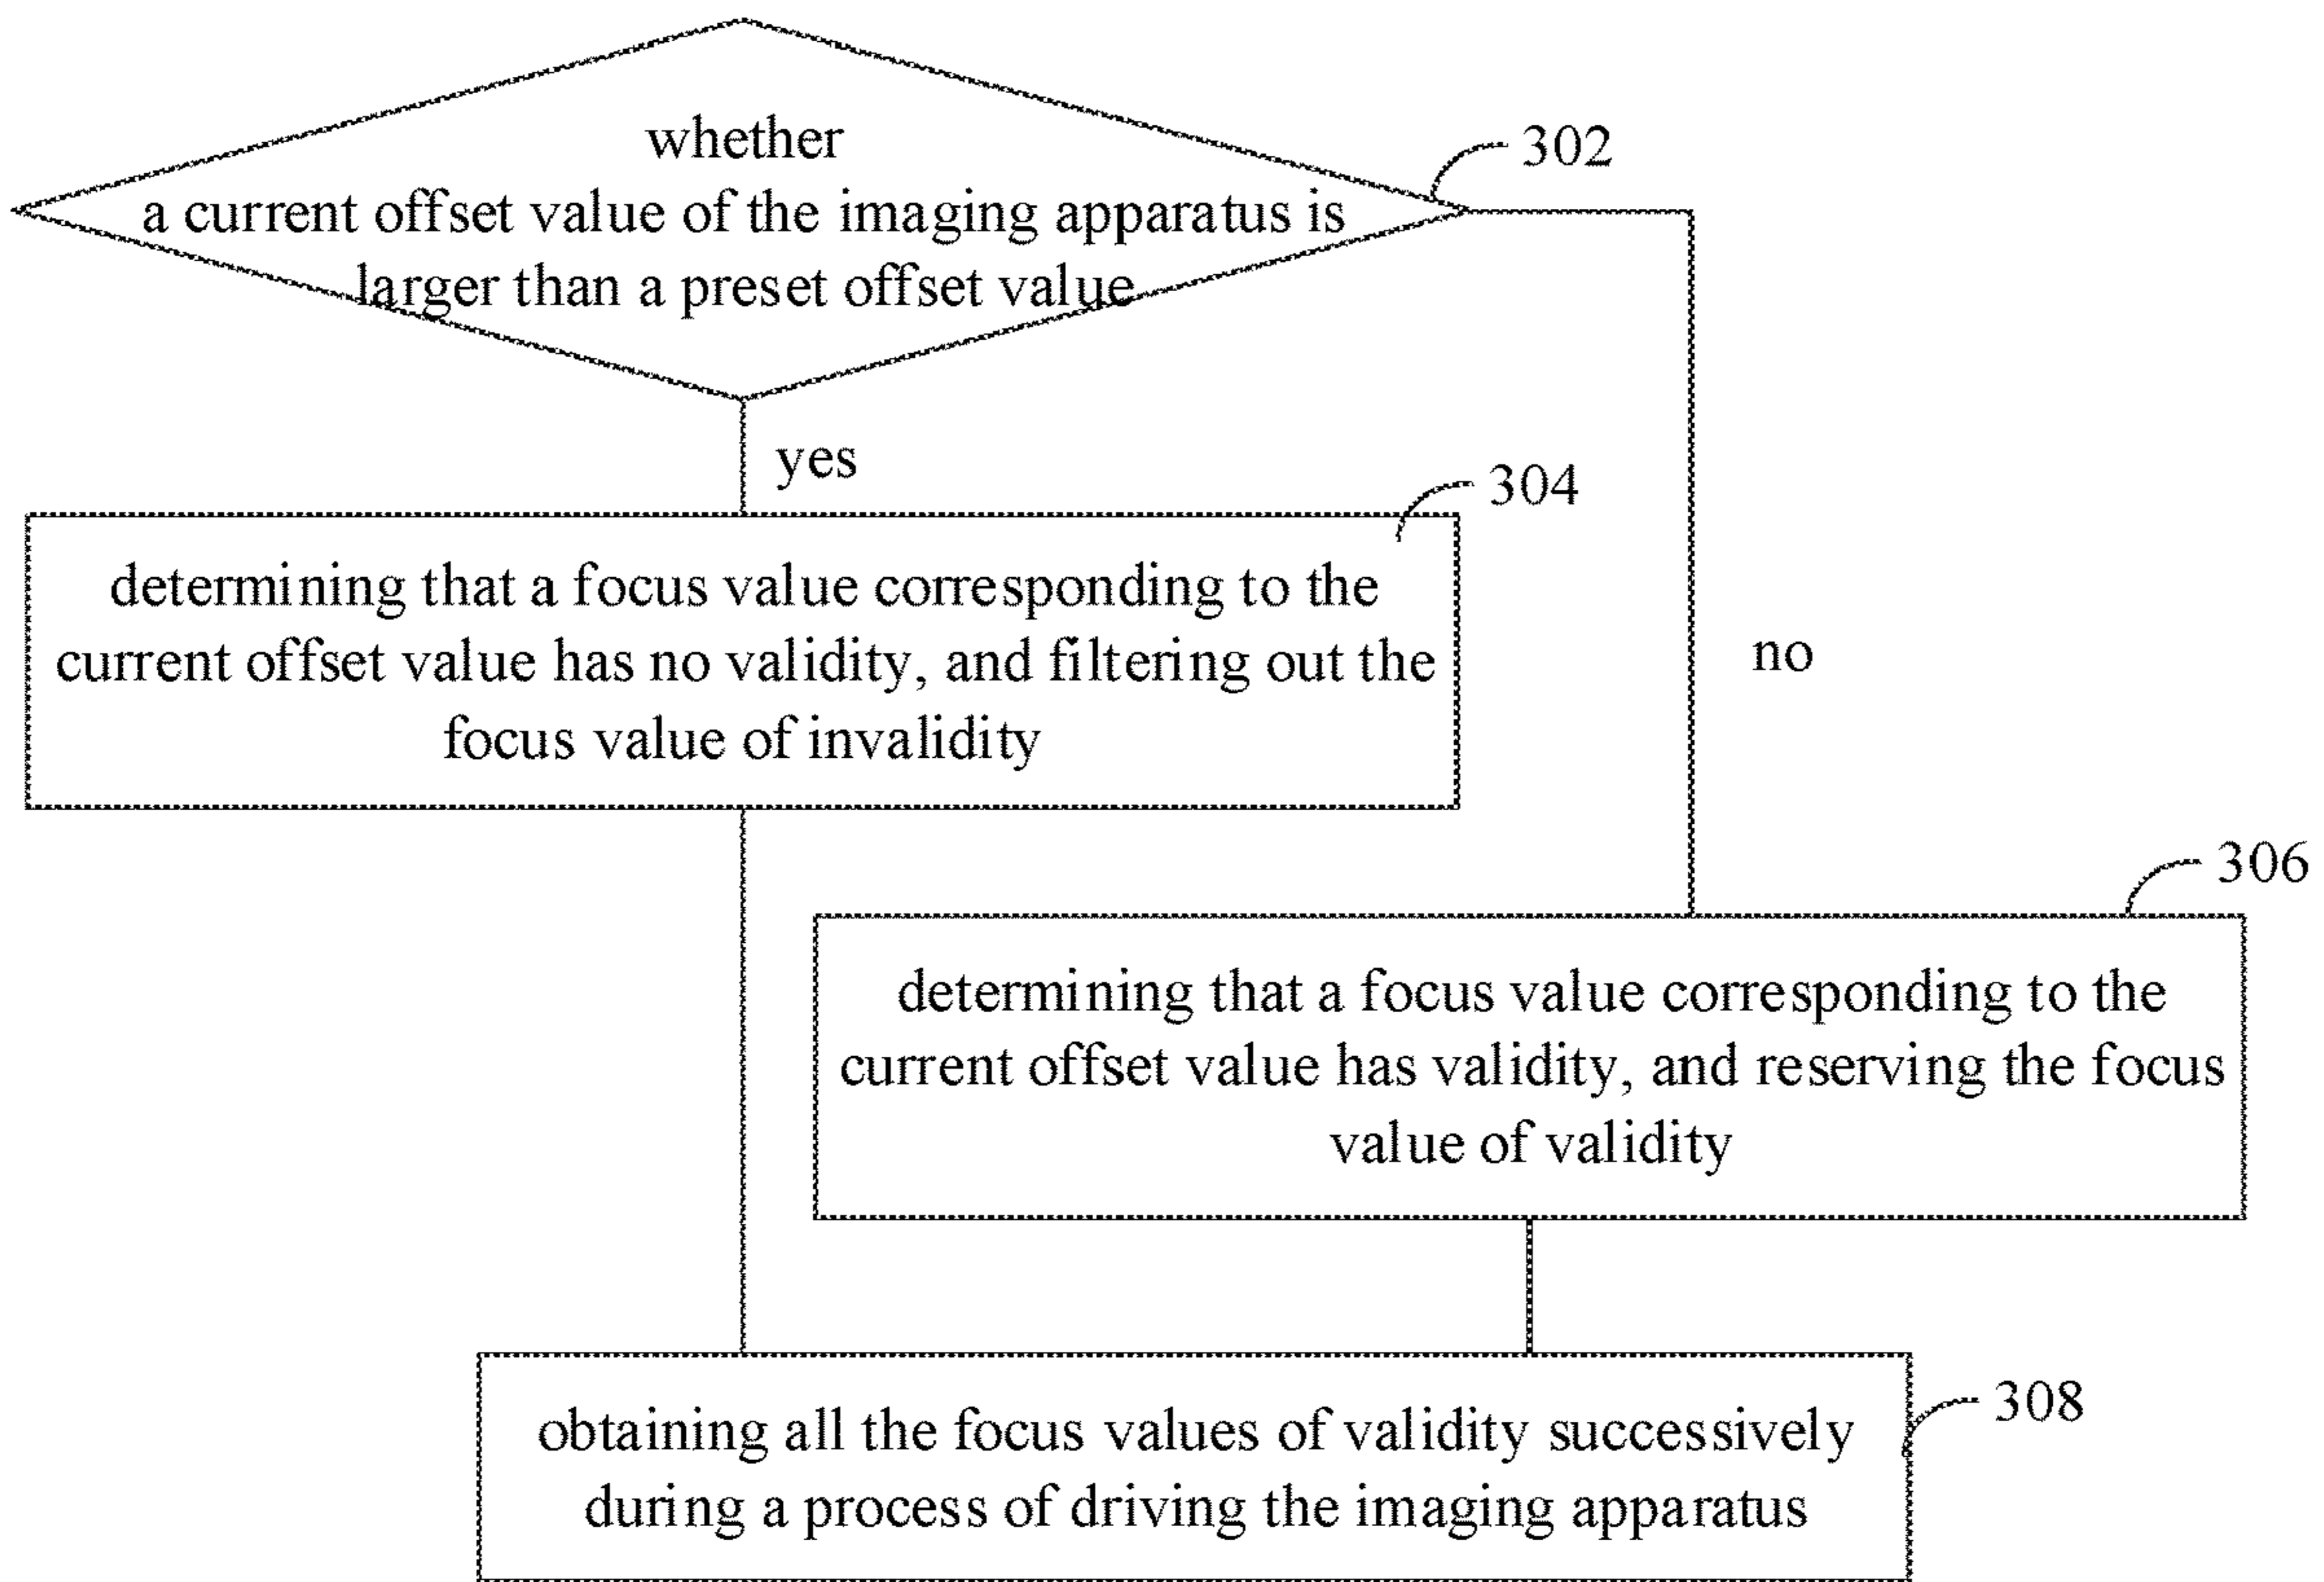 whether
a current offset value of the imaging apparatus is
larger than a preset offset value
302
yes
304
determining that a focus value corresponding to the
current offset value has no validity, and filtering out the
focus value of invalidity
no
306
determining that a focus value corresponding to the
current offset value has validity, and reserving the focus
value of validity
308
obtaining all the focus values of validity successively
during a process of driving the imaging apparatus